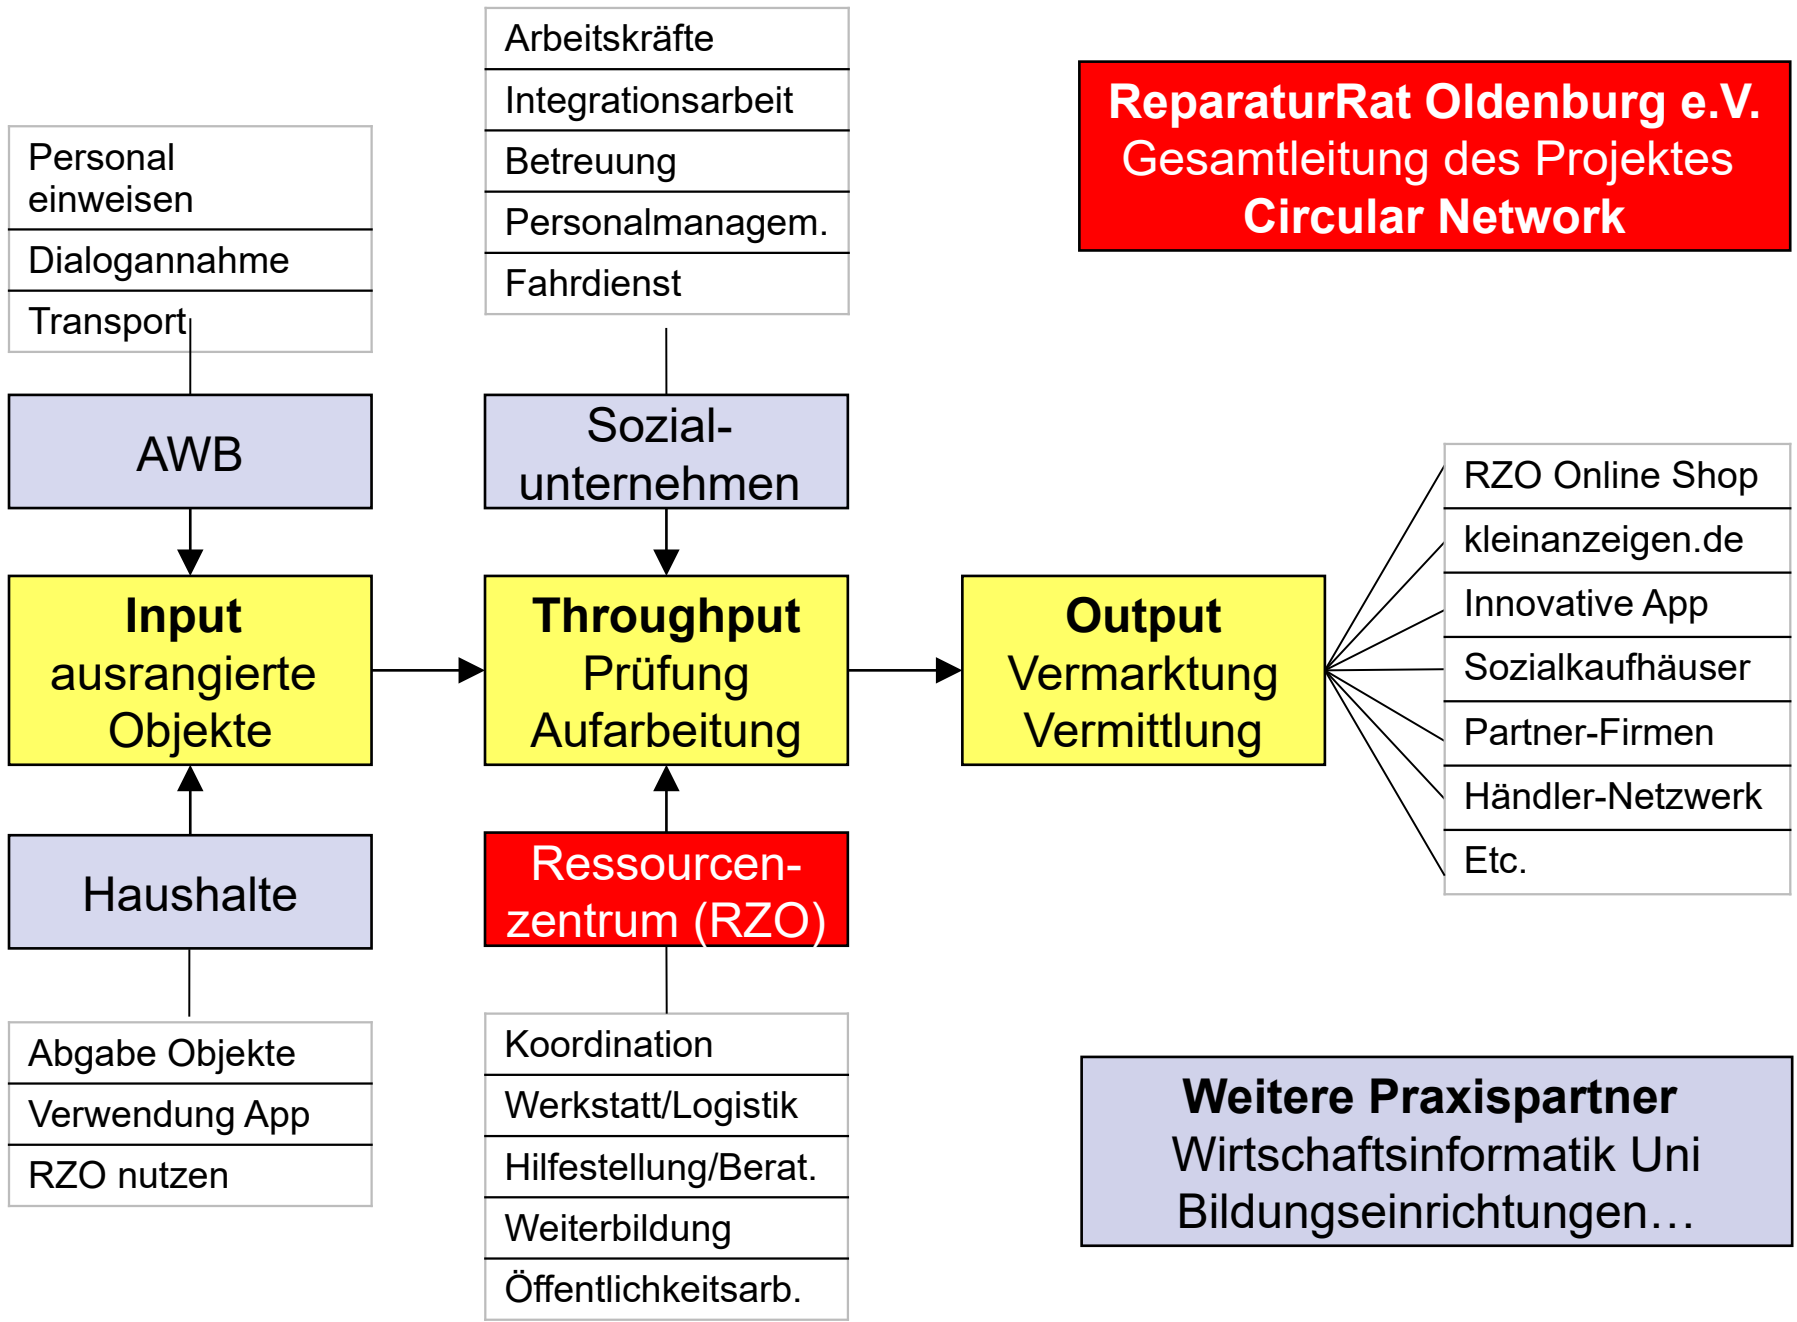 Personal
einweisen
Dialogannahme
Transport
AWB
Input
ausrangierte
Objekte
Haushalte
Abgabe Objekte
Verwendung App
RZO nutzen
Arbeitskräfte
Integrationsarbeit
Betreuung
Personalmanagem.
Fahrdienst
Sozial-
unternehmen
Throughput
Prüfung
Aufarbeitung
Ressourcen-
zentrum (RZO)
Koordination
Werkstatt/Logistik
Hilfestellung/Berat.
Weiterbildung
Öffentlichkeitsarb.
ReparaturRat Oldenburg e.V.
Gesamtleitung des Projektes
Circular Network
Output
Vermarktung
Vermittlung
RZO Online Shop
kleinanzeigen.de
Innovative App
Sozialkaufhäuser
Partner-Firmen
Händler-Netzwerk
Etc.
Weitere Praxispartner
Wirtschaftsinformatik Uni
Bildungseinrichtungen…